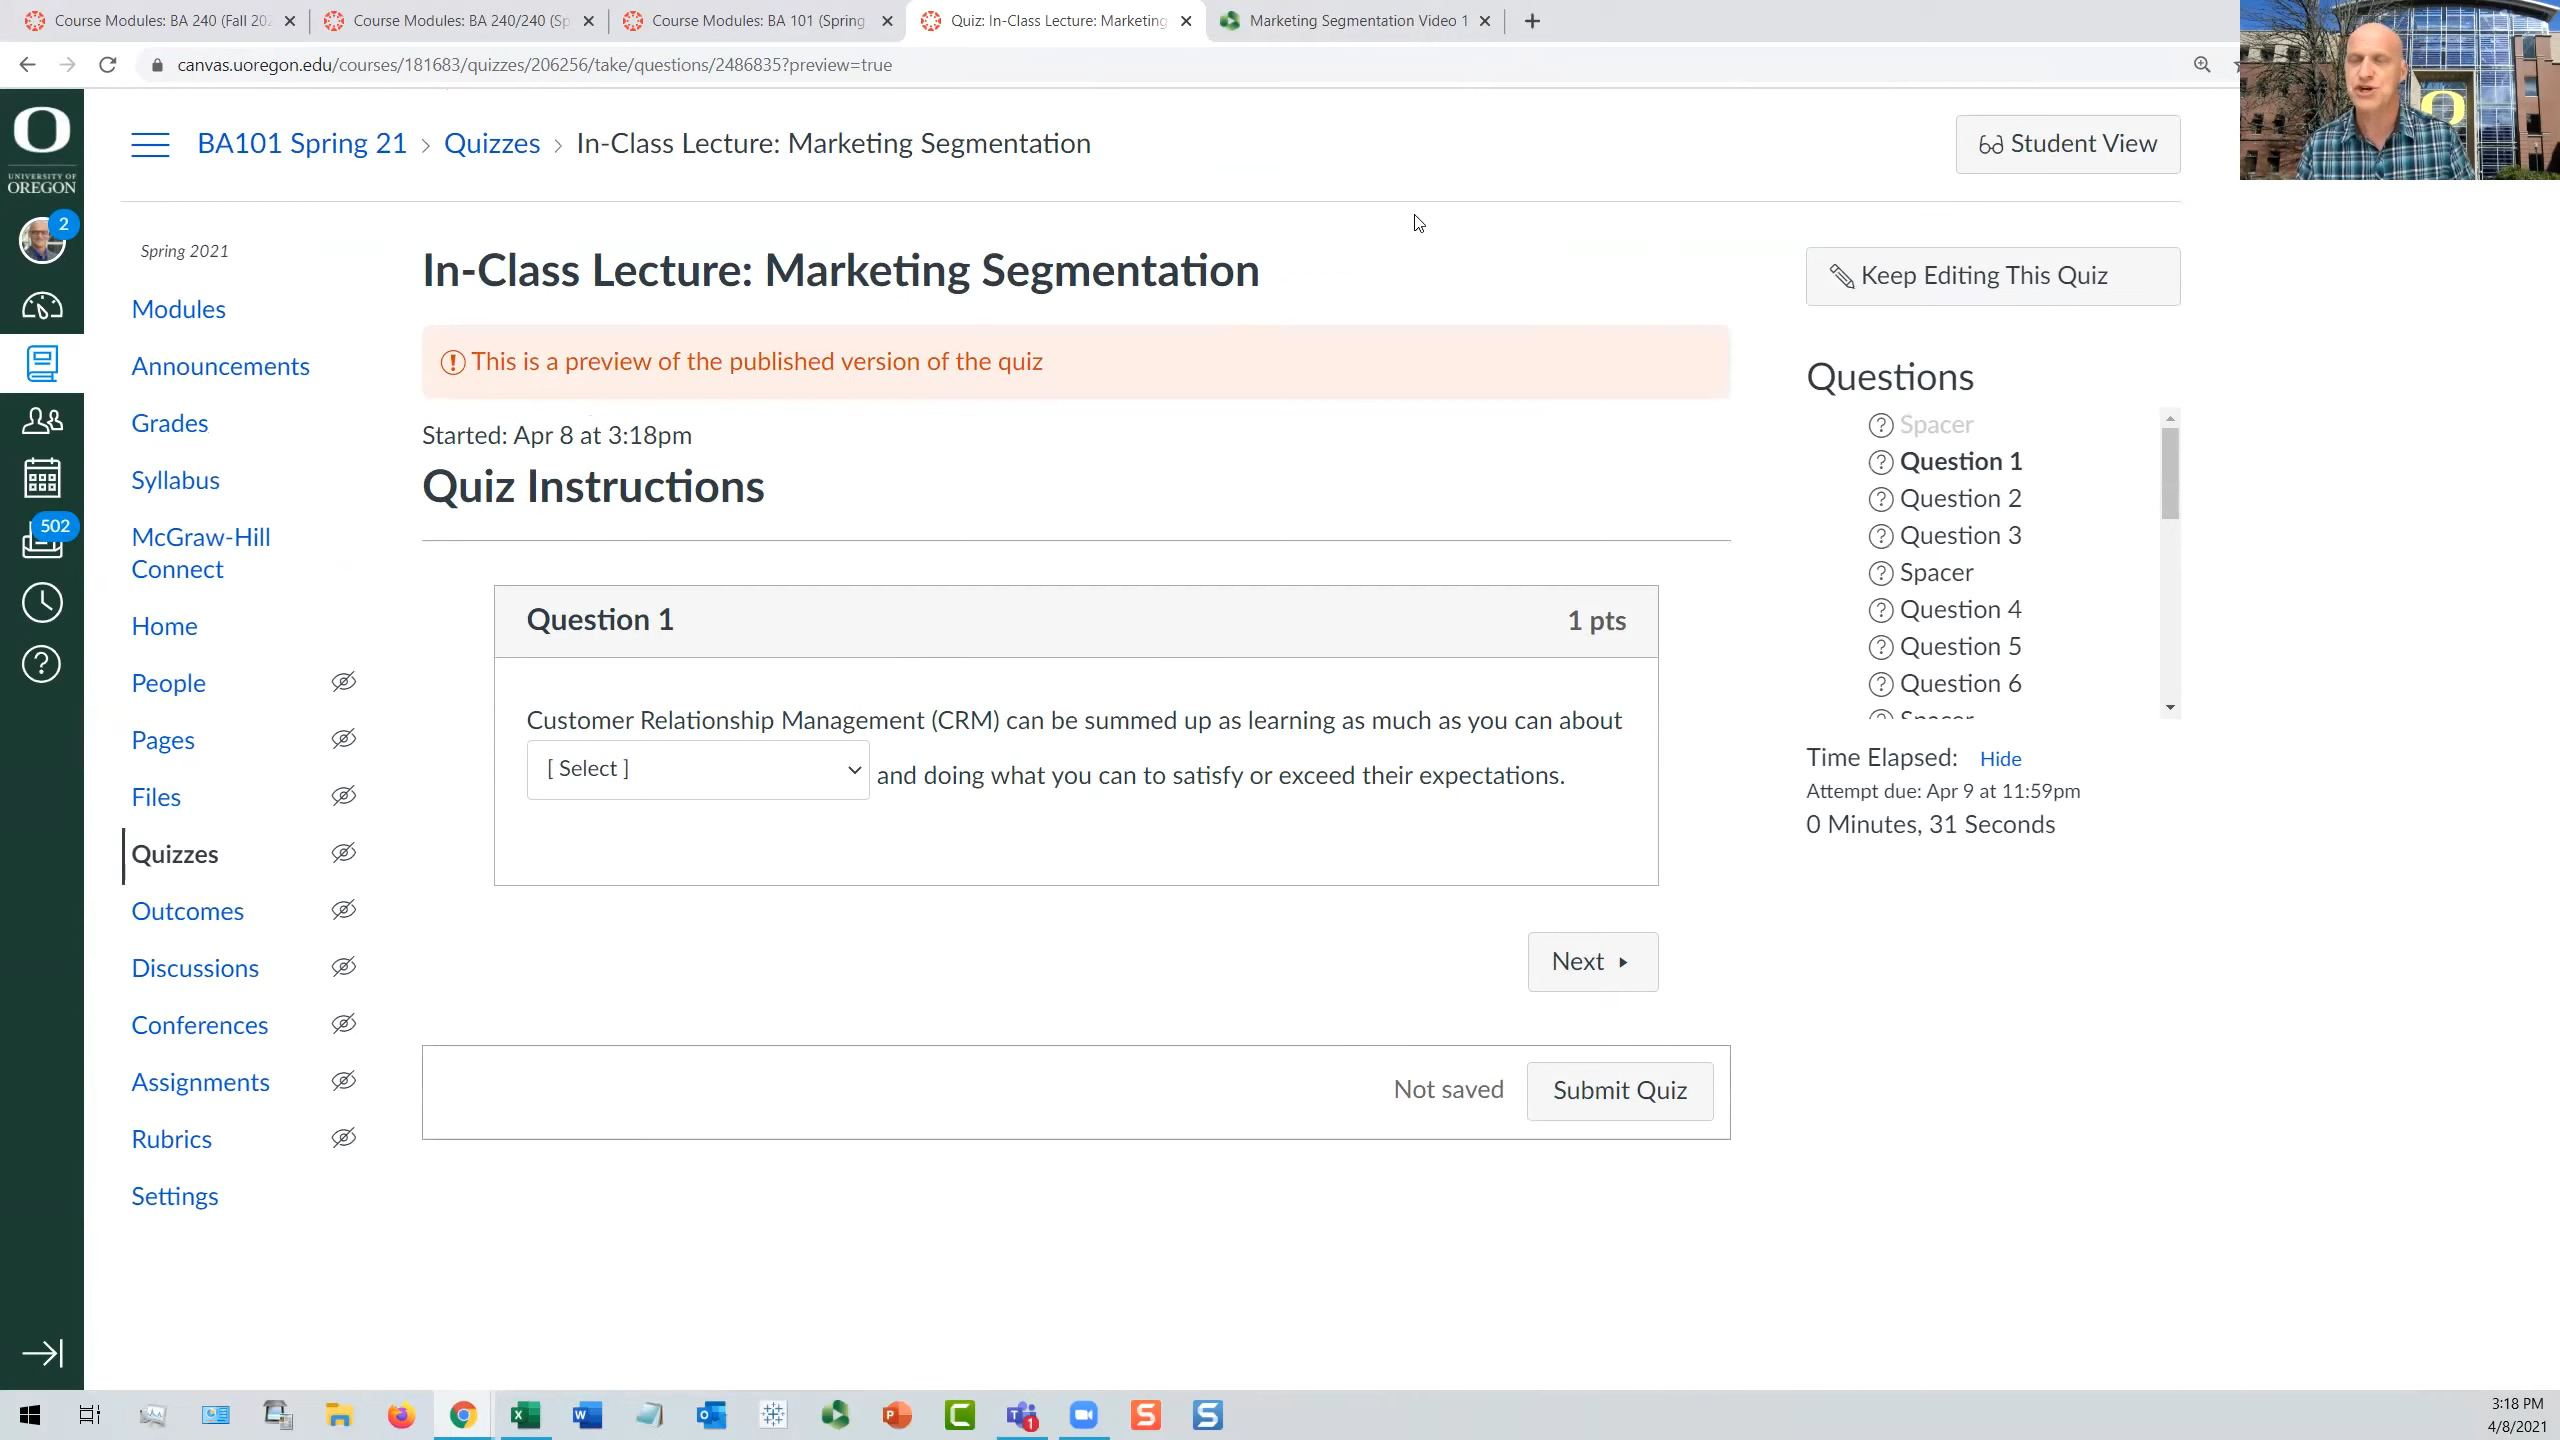 Course Modules: BA 240 (Fall 202
Course Modules: BA 240/240 (Sp
Course Modules: BA 101 (Spring
Quiz: In-Class Lecture: Marketing
Marketing Segmentation Video 1
canvas.uoregon.edu/courses/181683/quizzes/206256/take/questions/2486835?preview=true
UNIVERSITY OF
OREGON
2
502
BA101 Spring 21 > Quizzes > In-Class Lecture: Marketing Segmentation
Student View
Spring 2021
Modules
Announcements
Grades
Syllabus
McGraw-Hill
Connect
Home
People
Pages
Files
Quizzes
Outcomes
Discussions
Conferences
Assignments
Rubrics
Settings
In-Class Lecture: Marketing Segmentation
This is a preview of the published version of the quiz
Started: Apr 8 at 3:18pm
Quiz Instructions
Question 1
1 pts
Customer Relationship Management (CRM) can be summed up as learning as much as you can about
[ Select ] and doing what you can to satisfy or exceed their expectations.
Next
Not saved
Submit Quiz
Keep Editing This Quiz
Questions
Spacer
Question 1
Question 2
Question 3
Spacer
Question 4
Question 5
Question 6
Spacer
Time Elapsed: Hide
Attempt due: Apr 9 at 11:59pm
0 Minutes, 31 Seconds
3:18 PM
4/8/2021